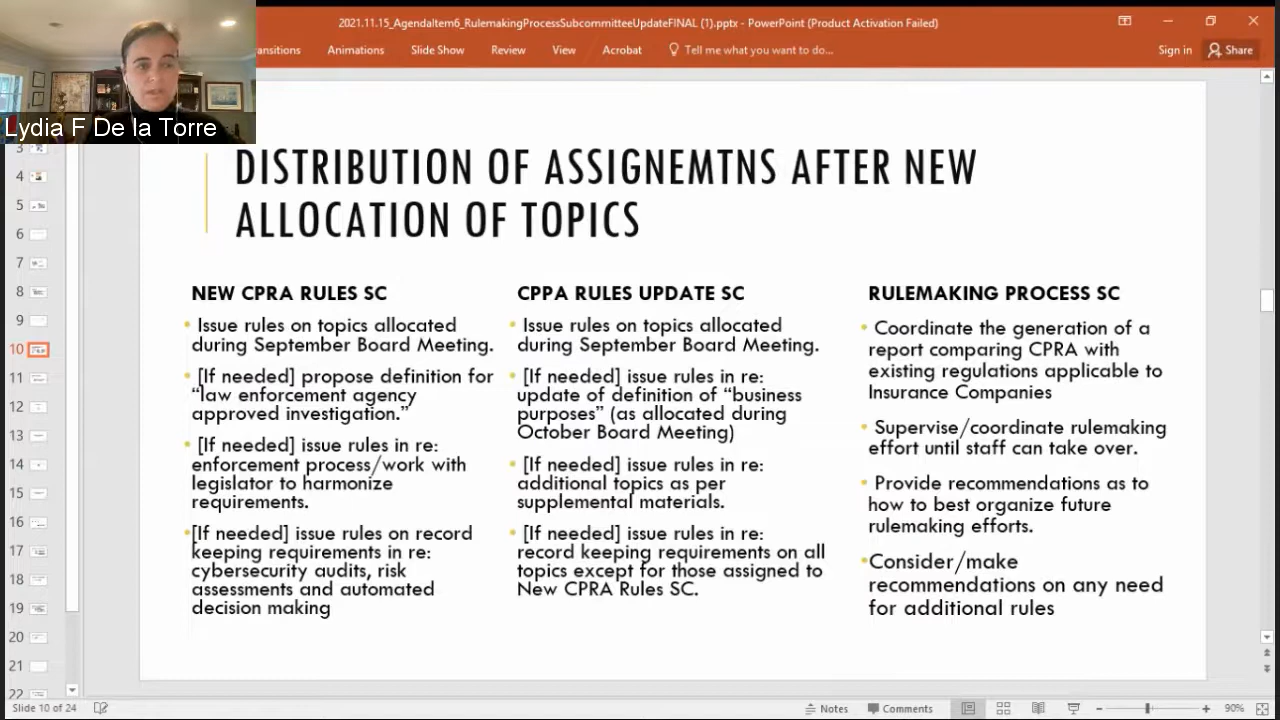 2021.11.15_AgendaItem6_RulemakingProcessSubcommitteeUpdateFINAL (1).pptx - PowerPoint (Product Activation Failed)
ansitions Animations Slide Show Review View Acrobat Tell me what you want to do... Sign in Share
Lydia F De la Torre
3
4
5
6
7
8
9
10
11
12
13
14
15
16
17
18
19
20
21
22
DISTRIBUTION OF ASSIGNEMTNS AFTER NEW
ALLOCATION OF TOPICS
NEW CPRA RULES SC
• Issue rules on topics allocated
during September Board Meeting.
• [If needed] propose definition for
“law enforcement agency
approved investigation.”
• [If needed] issue rules in re:
enforcement process/work with
legislator to harmonize
requirements.
•[If needed] issue rules on record
keeping requirements in re:
cybersecurity audits, risk
assessments and automated
decision making
CPPA RULES UPDATE SC
• Issue rules on topics allocated
during September Board Meeting.
• [If needed] issue rules in re:
update of definition of “business
purposes” (as allocated during
October Board Meeting)
• [If needed] issue rules in re:
additional topics as per
supplemental materials.
• [If needed] issue rules in re:
record keeping requirements on all
topics except for those assigned to
New CPRA Rules SC.
RULEMAKING PROCESS SC
• Coordinate the generation of a
report comparing CPRA with
existing regulations applicable to
Insurance Companies
• Supervise/coordinate rulemaking
effort until staff can take over.
• Provide recommendations as to
how to best organize future
rulemaking efforts.
•Consider/make
recommendations on any need
for additional rules
Slide 10 of 24 Notes Comments 90%